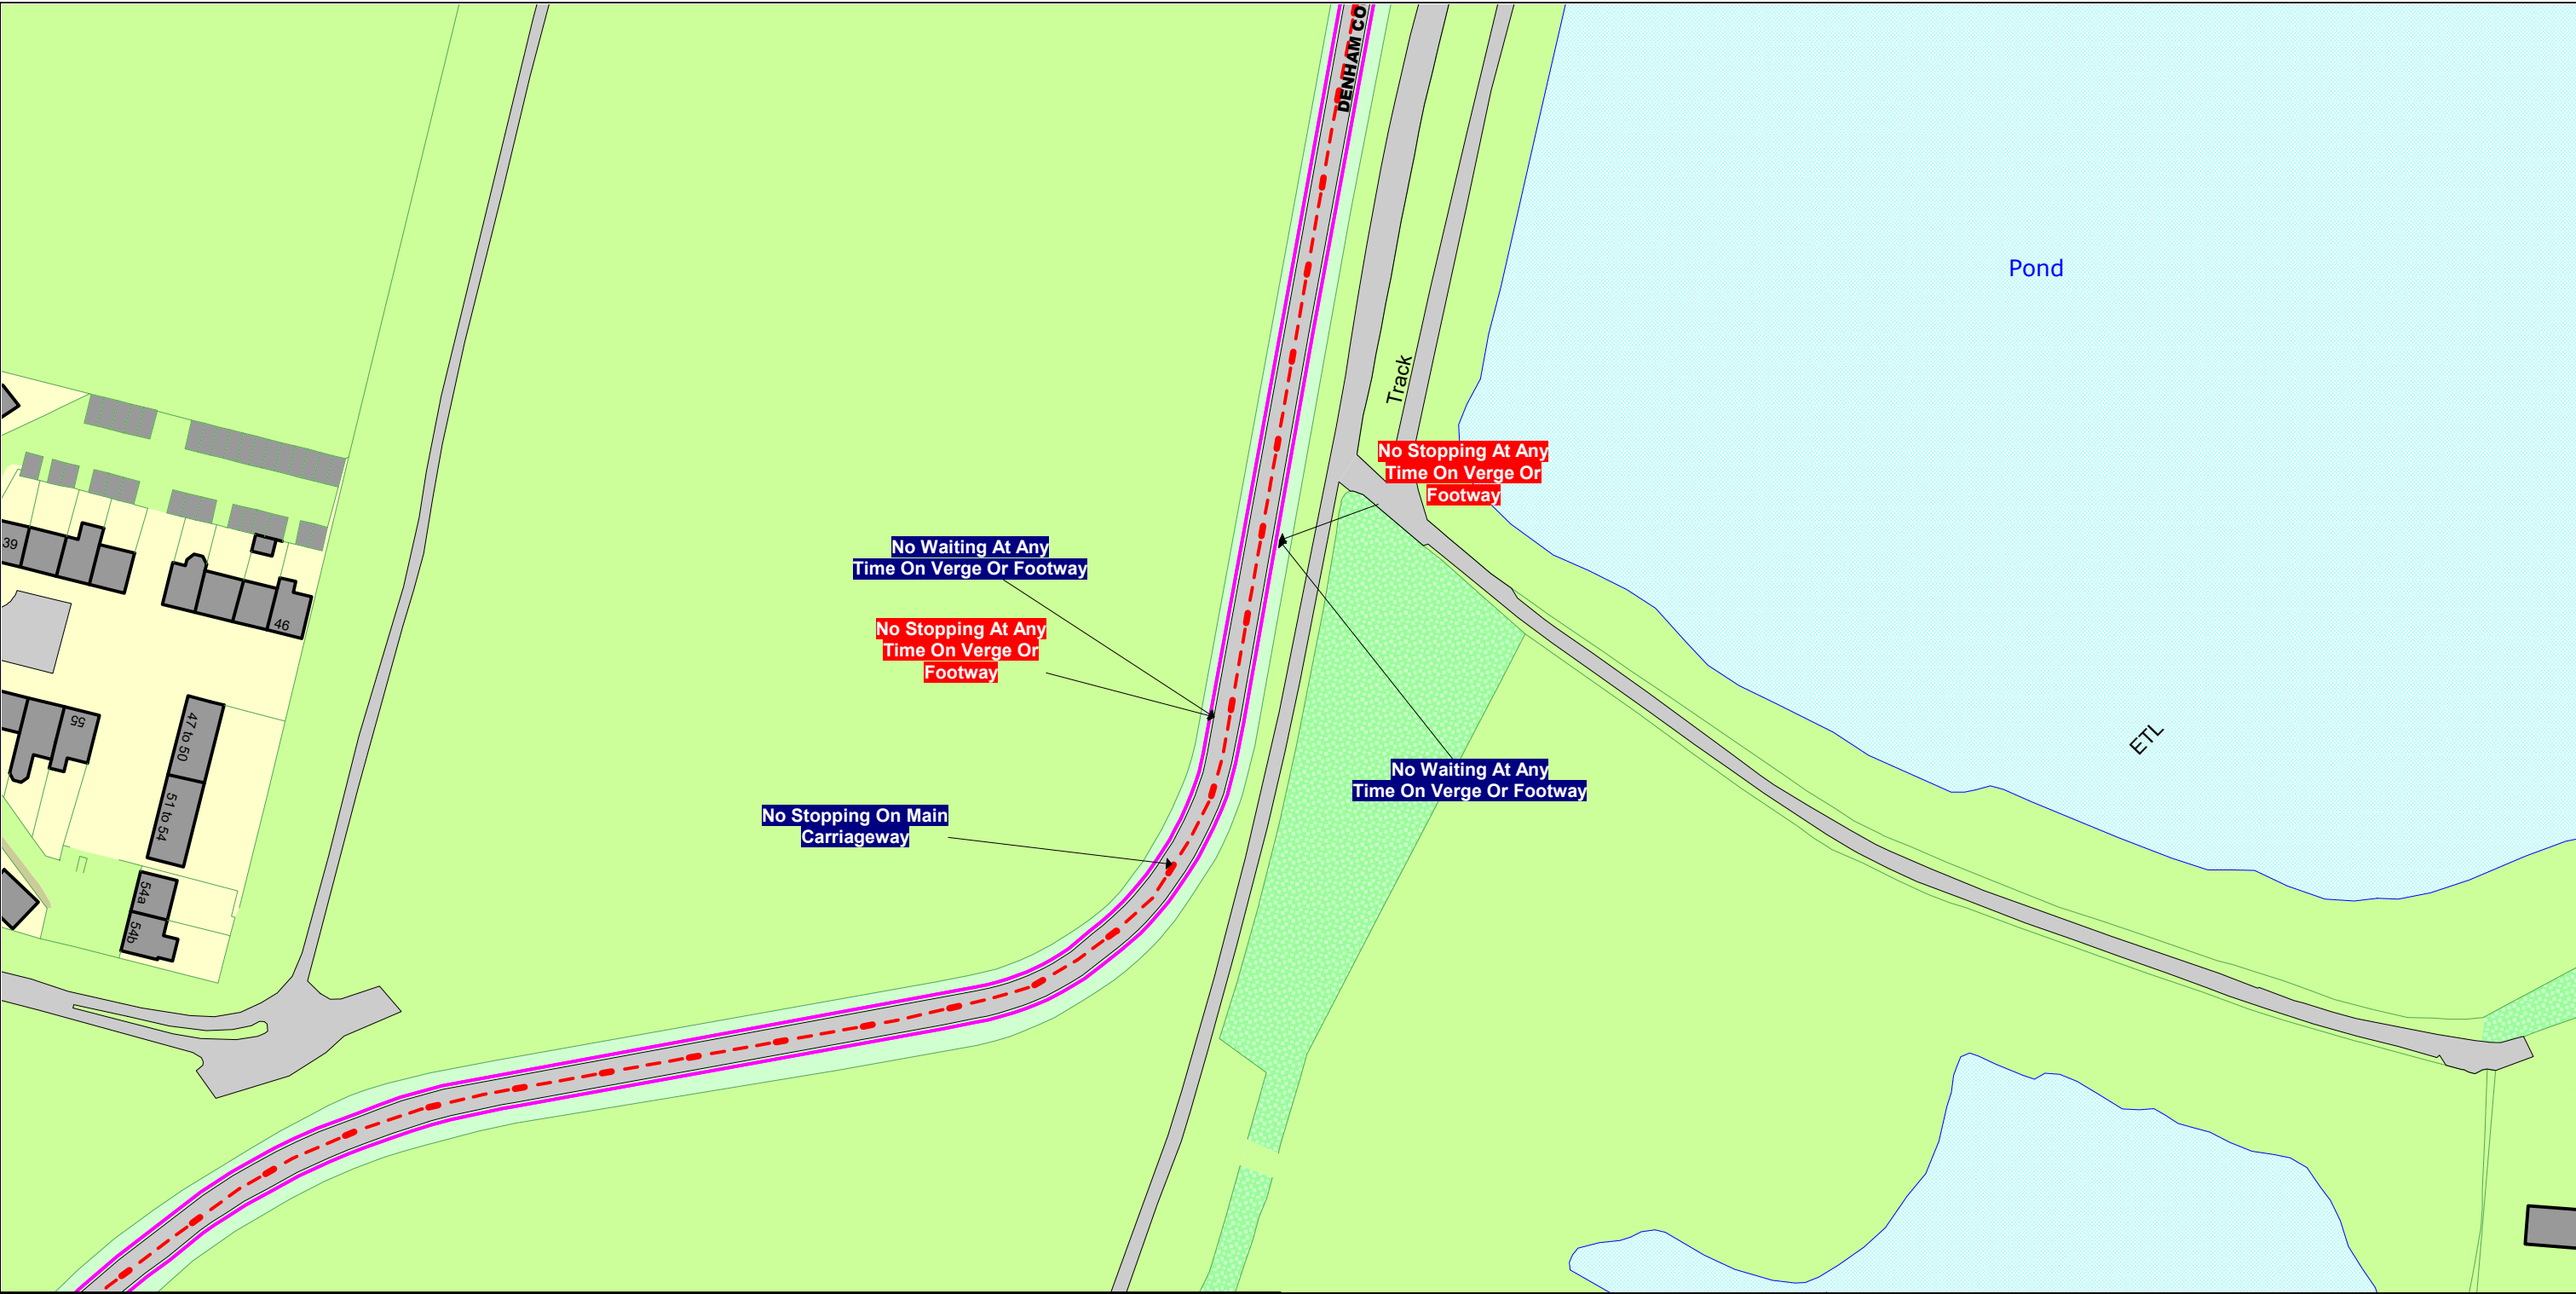 DENHAM CO
Pond
Track
No Stopping At Any
Time On Verge Or
Footway
No Waiting At Any
Time On Verge Or Footway
39
46
No Stopping At Any
Time On Verge Or
Footway
55
47 to 50
ETL
No Waiting At Any
Time On Verge Or Footway
51 to 54
No Stopping On Main
Carriageway
54a
54b